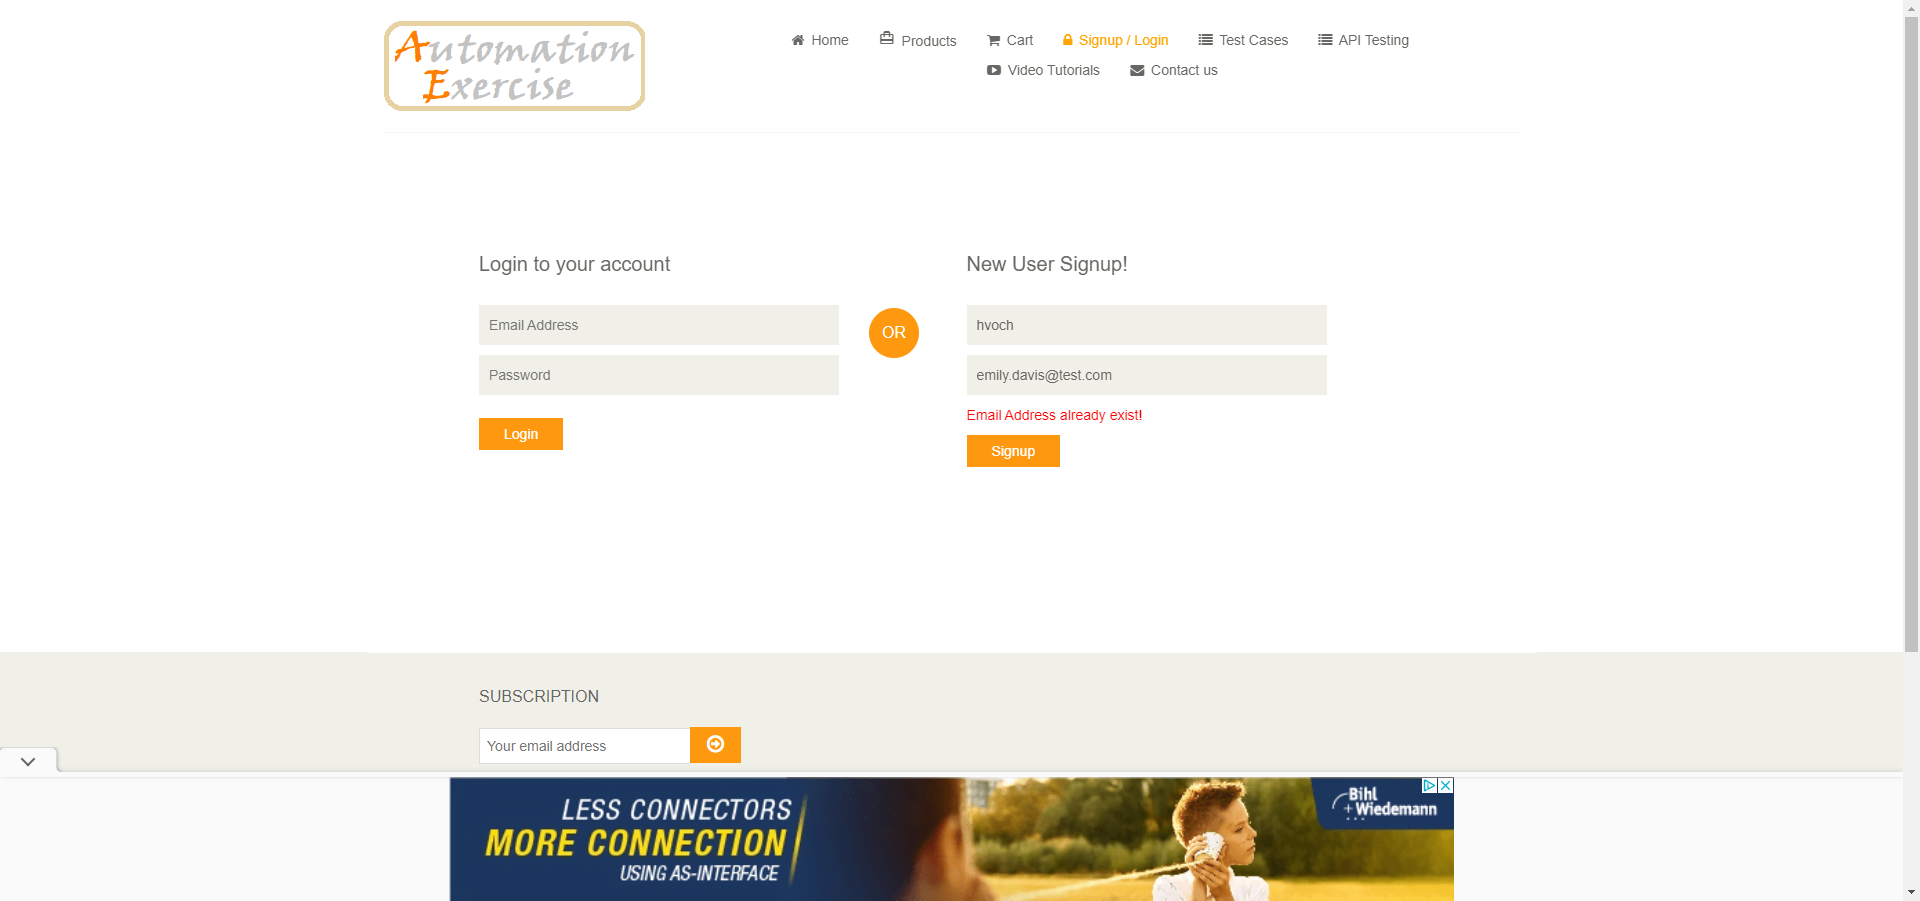 Automation
Exercise
Home
Products
Cart
Signup / Login
Test Cases
API Testing
Video Tutorials
Contact us
Login to your account
Email Address
Password
Login
OR
New User Signup!
hvoch
emily.davis@test.com
Email Address already exist!
Signup
SUBSCRIPTION
Your email address
LESS CONNECTORS
MORE CONNECTION
USING AS-INTERFACE
Bihl
+Wiedemann